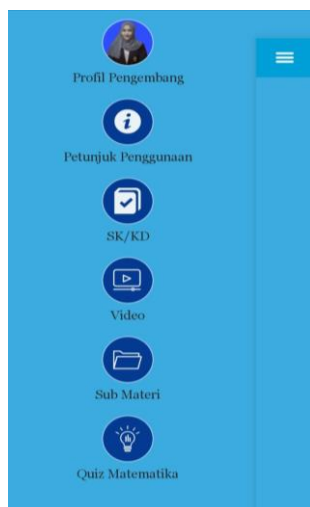 Profil Pengembang
Petunjuk Penggunaan
SK/KD
Video
Sub Materi
Quiz Matematika